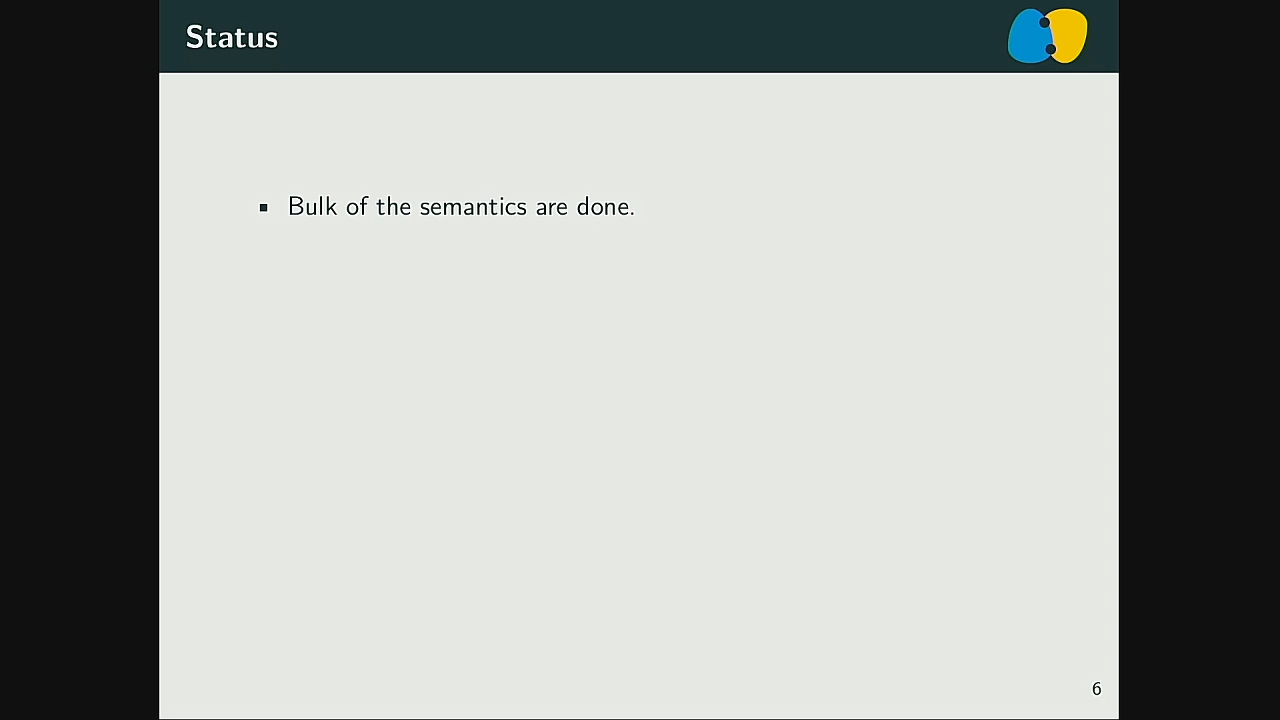 Status
▪ Bulk of the semantics are done.
6